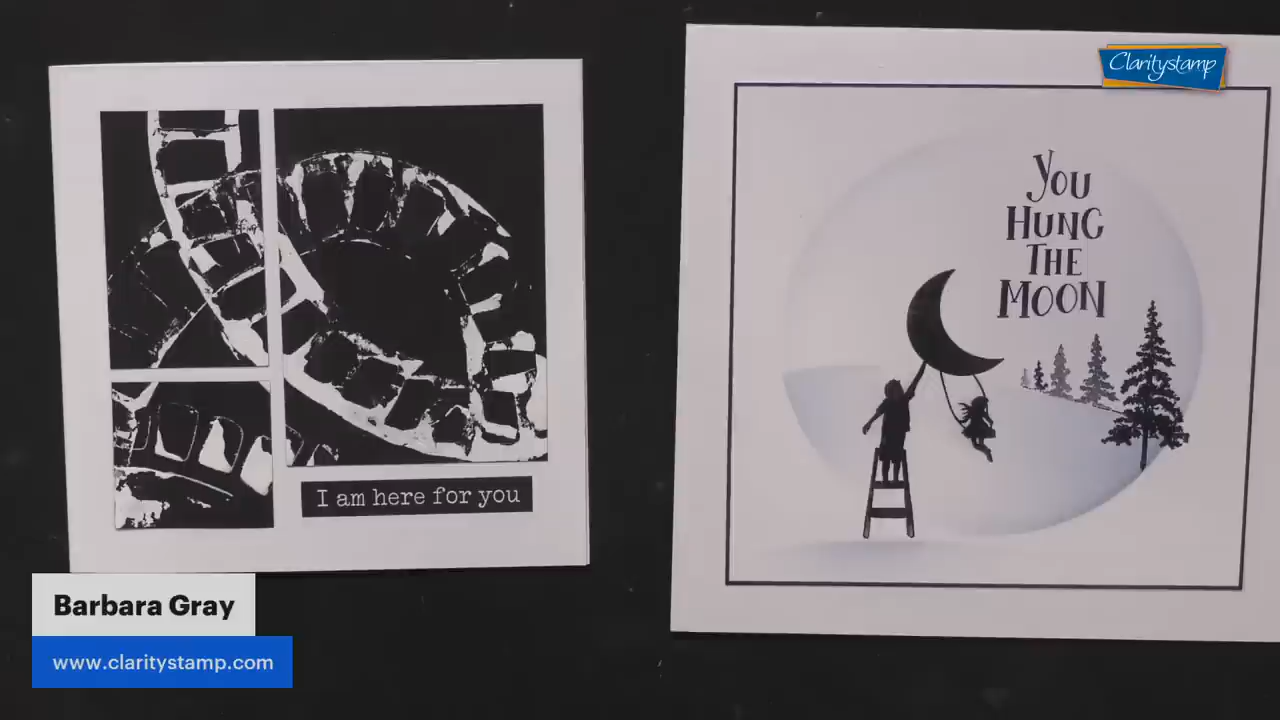 Claritystamp
YOU
HUNG
THE
MOON
I am here for you
Barbara Gray
www.claritystamp.com